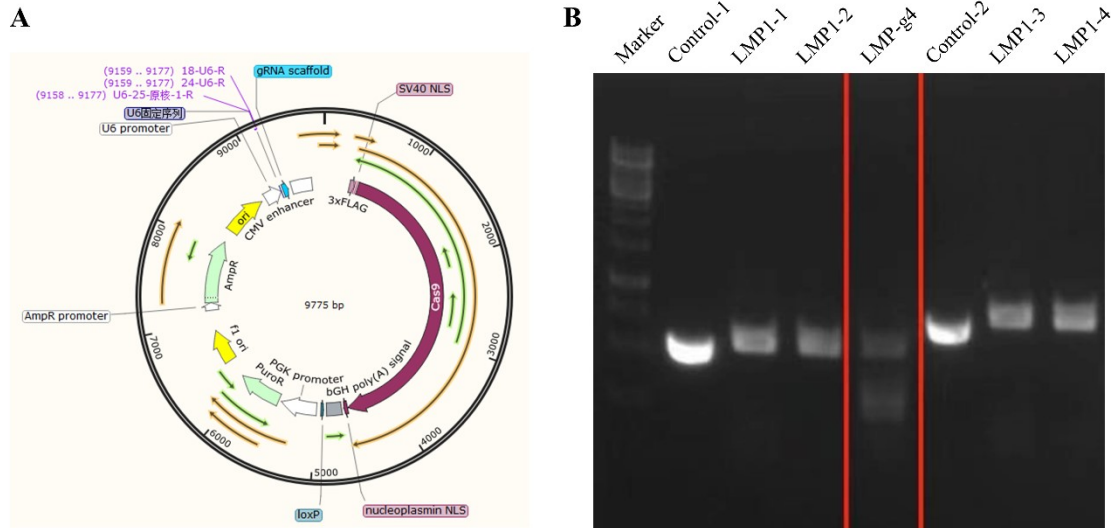 A
(9159 .. 9177) 18-U6-R
(9159 .. 9177) 24-U6-R
(9158 .. 9177) U6-25-原核-1-R
U6固定序列
U6 promoter
gRNA scaffold
SV40 NLS
9000
1000
3xFLAG
CMV enhancer
ori
8000
2000
AmpR
Cas9
9775 bp
AmpR promoter
7000
3000
f1 ori
PGK promoter
bGH poly(A) signal
PuroR
6000
4000
5000
loxP
nucleoplasmin NLS
B
Marker
Control-1
LMP1-1
LMP1-2
LMP-g4
Control-2
LMP1-3
LMP1-4